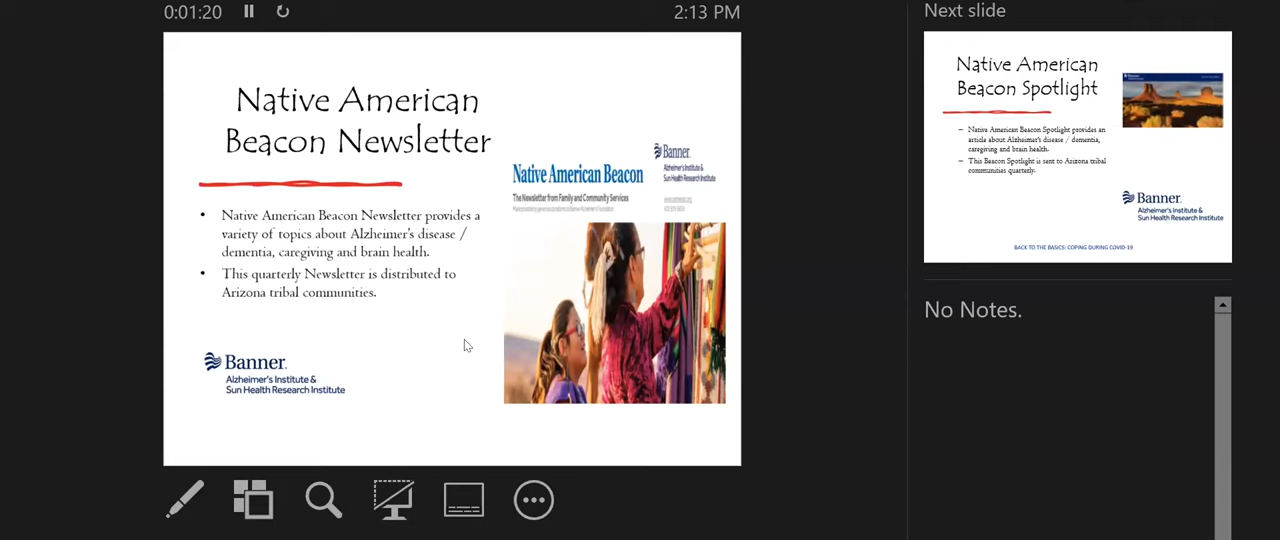 0:01:20
2:13 PM
Next slide
Native American
Beacon Newsletter
• Native American Beacon Newsletter provides a
variety of topics about Alzheimer's disease /
dementia, caregiving and brain health.
• This quarterly Newsletter is distributed to
Arizona tribal communities.
Banner
Alzheimer's Institute &
Sun Health Research Institute
Native American Beacon
The Newsletter from Family and Community Services
Banner
Alzheimer's Institute &
Sun Health Research Institute
Native American
Beacon Spotlight
– Native American Beacon Spotlight provides an
article about Alzheimer's disease / dementia,
caregiving and brain health.
– This Beacon Spotlight is sent to Arizona tribal
communities quarterly.
Banner
Alzheimer's Institute &
Sun Health Research Institute
BACK TO THE BASICS: COPING DURING COVID-19
No Notes.